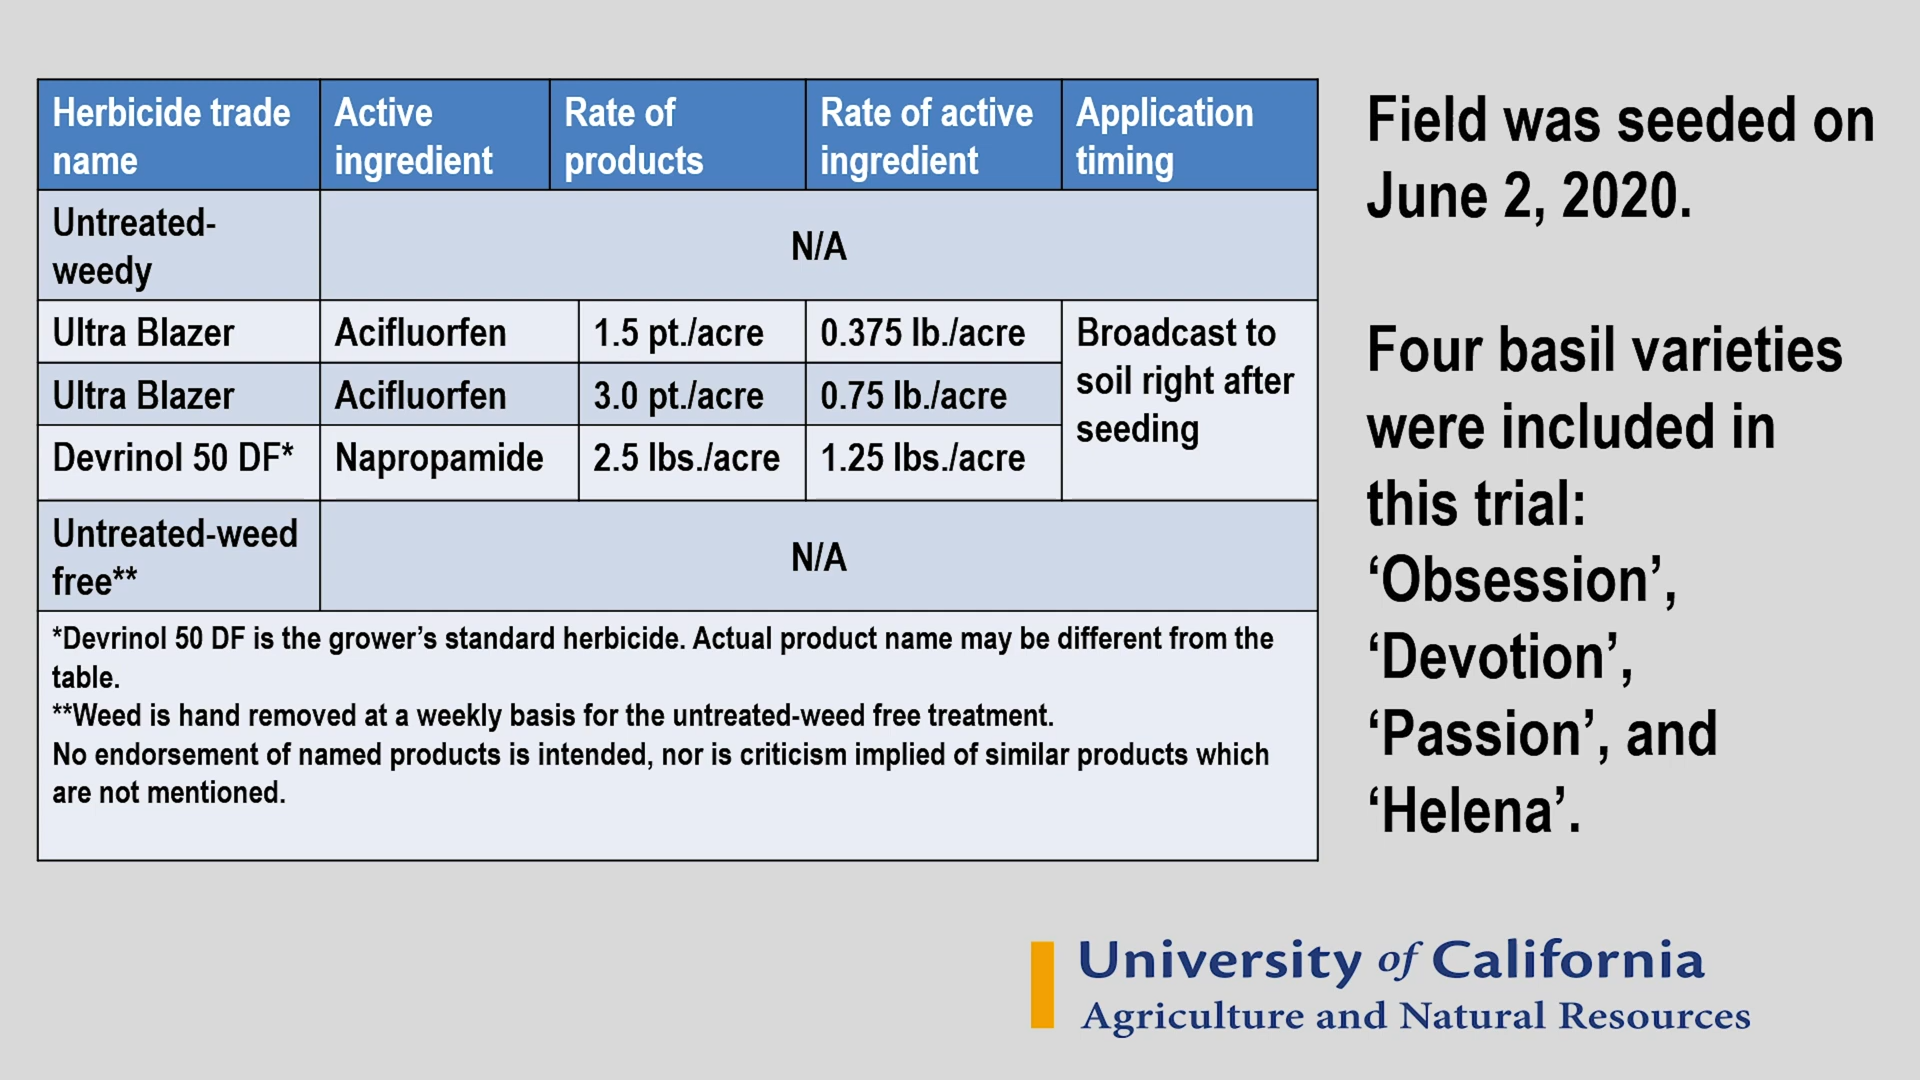 Herbicide trade name
Active ingredient
Rate of products
Rate of active ingredient
Application timing
Untreated-
weedy
N/A
Ultra Blazer
Acifluorfen
1.5 pt./acre
0.375 lb./acre
Broadcast to
soil right after
seeding
Ultra Blazer
Acifluorfen
3.0 pt./acre
0.75 lb./acre
Devrinol 50 DF*
Napropamide
2.5 lbs./acre
1.25 lbs./acre
Untreated-weed
free**
N/A
*Devrinol 50 DF is the grower’s standard herbicide. Actual product name may be different from the
table.
**Weed is hand removed at a weekly basis for the untreated-weed free treatment.
No endorsement of named products is intended, nor is criticism implied of similar products which
are not mentioned.
Field was seeded on
June 2, 2020.
Four basil varieties
were included in
this trial:
‘Obsession’,
‘Devotion’,
‘Passion’, and
‘Helena’.
University of California
Agriculture and Natural Resources